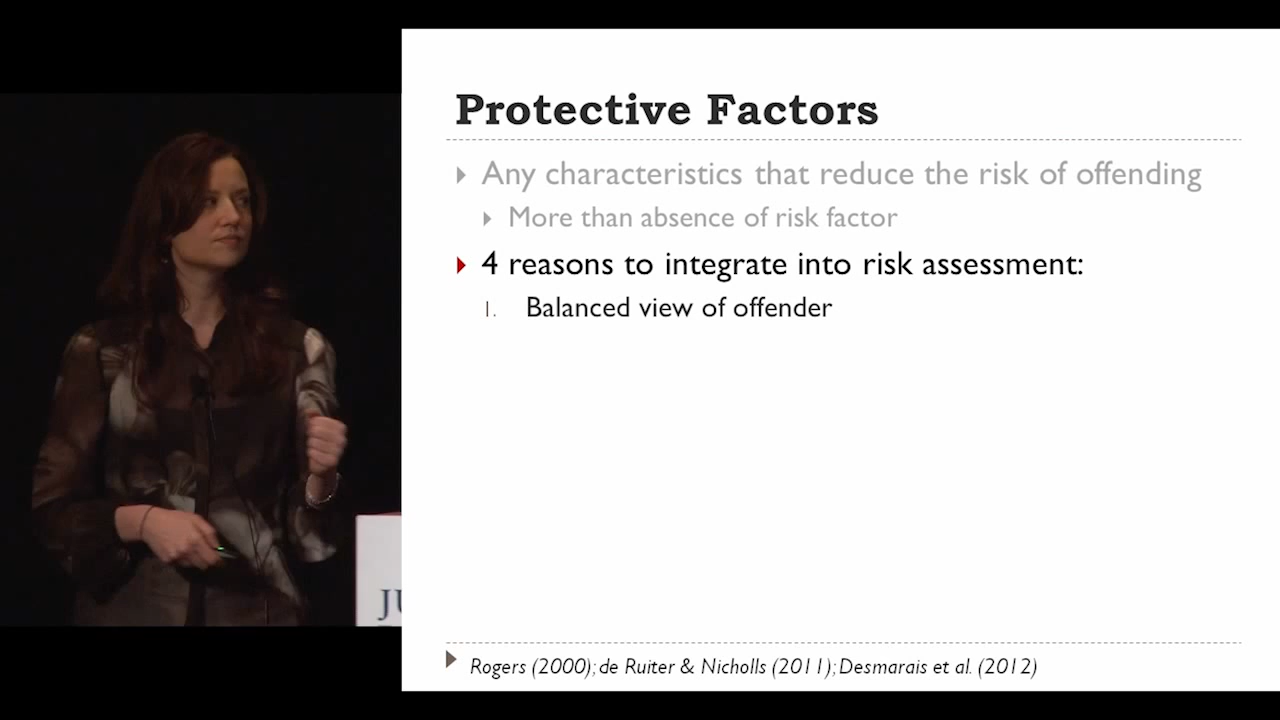 Protective Factors
Any characteristics that reduce the risk of offending
More than absence of risk factor
4 reasons to integrate into risk assessment:
1. Balanced view of offender
JU
Rogers (2000); de Ruiter & Nicholls (2011); Desmarais et al. (2012)